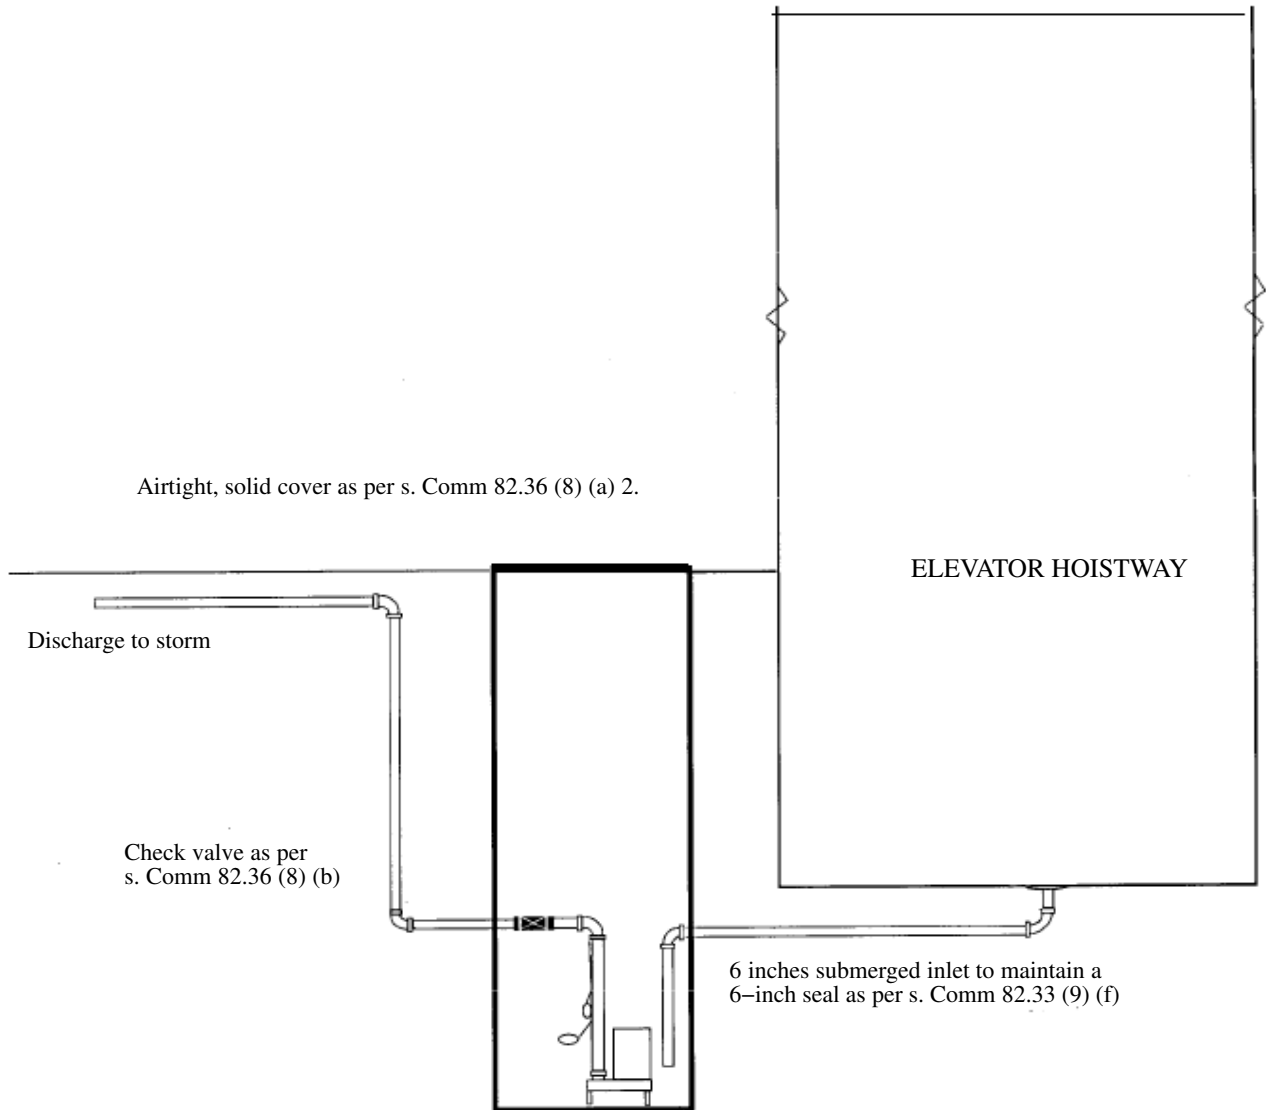 Airtight, solid cover as per s. Comm 82.36 (8) (a) 2.
ELEVATOR HOISTWAY
Discharge to storm
Check valve as per
s. Comm 82.36 (8) (b)
6 inches submerged inlet to maintain a
6−inch seal as per s. Comm 82.33 (9) (f)